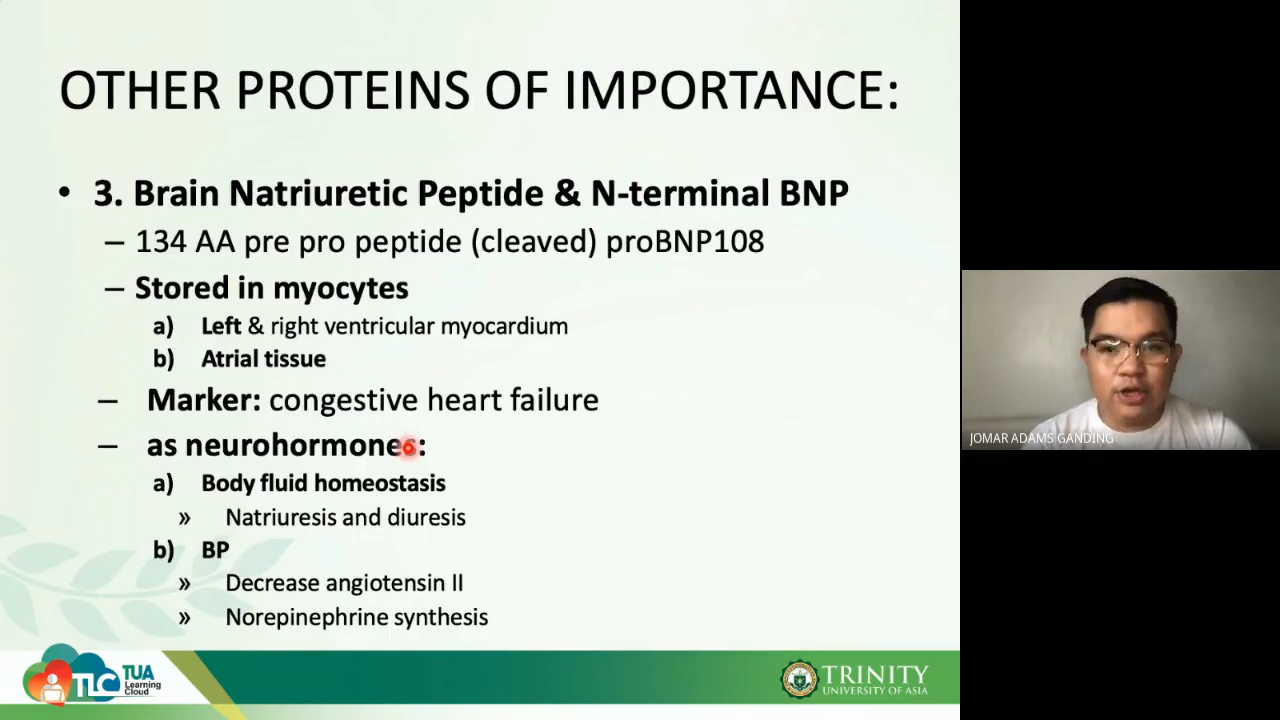 OTHER PROTEINS OF IMPORTANCE:
• 3. Brain Natriuretic Peptide & N-terminal BNP
– 134 AA pre pro peptide (cleaved) proBNP108
– Stored in myocytes
a) Left & right ventricular myocardium
b) Atrial tissue
– Marker: congestive heart failure
– as neurohormones:
a) Body fluid homeostasis
» Natriuresis and diuresis
b) BP
» Decrease angiotensin II
» Norepinephrine synthesis
JOMAR ADAMS GANDING
TLC
TUA
Learning
Cloud
TRINITY
UNIVERSITY OF ASIA